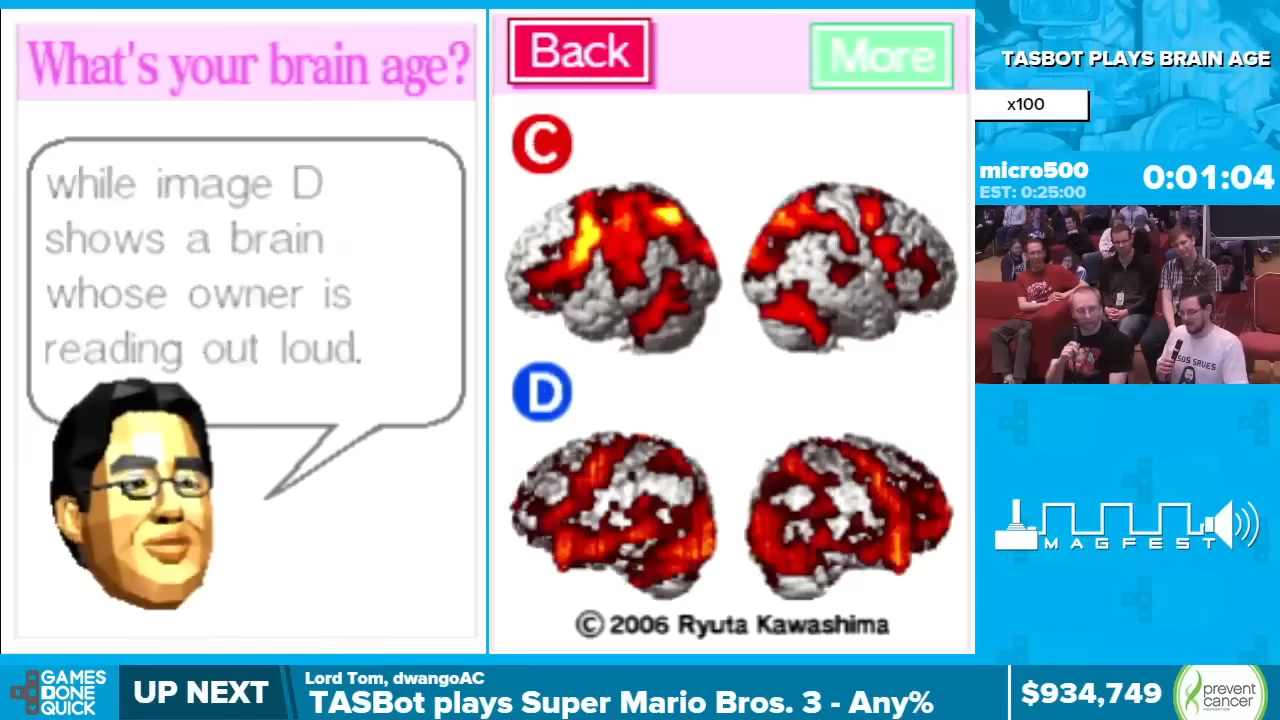 What's your brain age?
while image D
shows a brain
whose owner is
reading out loud.
Back
More
C
D
© 2006 Ryuta Kawashima
TASBOT PLAYS BRAIN AGE
x100
micro500
EST: 0:25:00
0:01:04
SUS SAVES
MAGFEST
GAMES
DONE
QUICK
UP NEXT
Lord Tom, dwangoAC
TASBot plays Super Mario Bros. 3 - Any%
$934,749
prevent
cancer